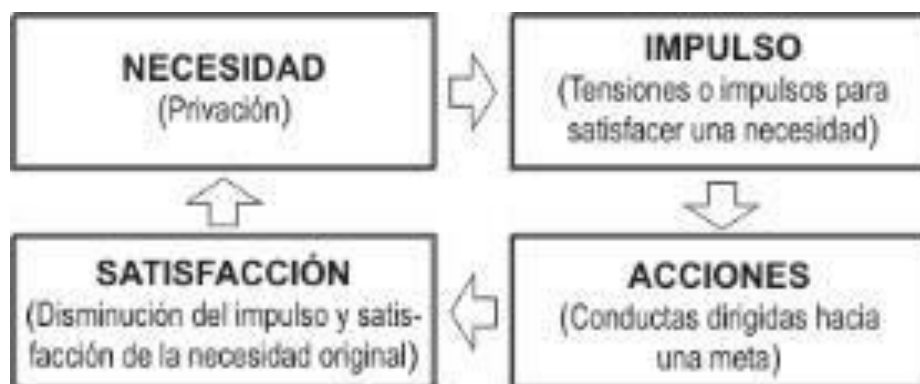 NECESIDAD
(Privación)
IMPULSO
(Tensiones o impulsos para
satisfacer una necesidad)
ACCIONES
(Conductas dirigidas hacia
una meta)
SATISFACCIÓN
(Disminución del impulso y satis-
facción de la necesidad original)